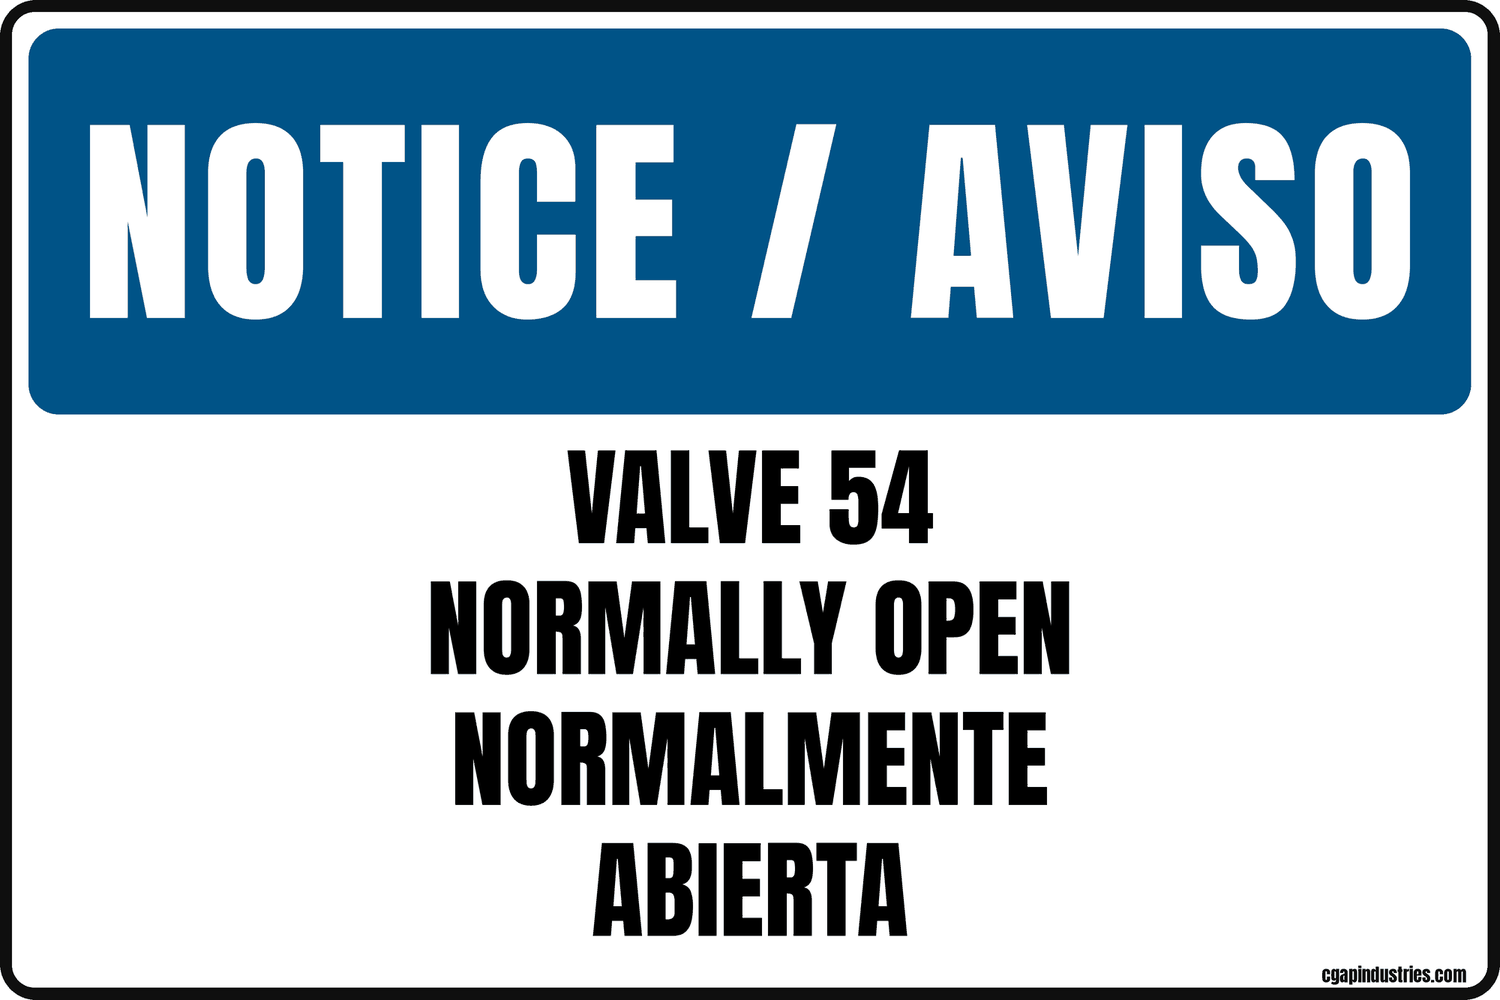 NOTICE / AVISO
VALVE 54
NORMALLY OPEN
NORMALMENTE
ABIERTA
cgapindustries.com